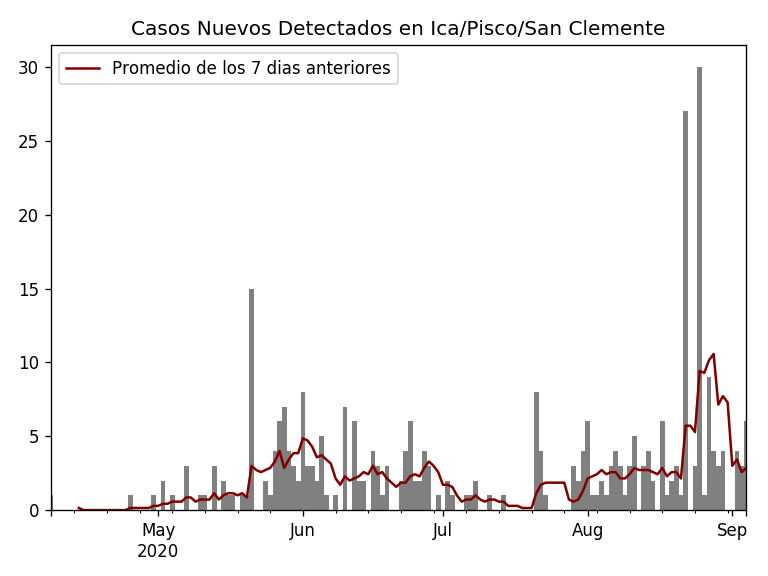 Casos Nuevos Detectados en Ica/Pisco/San Clemente
Promedio de los 7 dias anteriores
30
25
20
15
10
5
0
May Jun Jul Aug Sep
2020